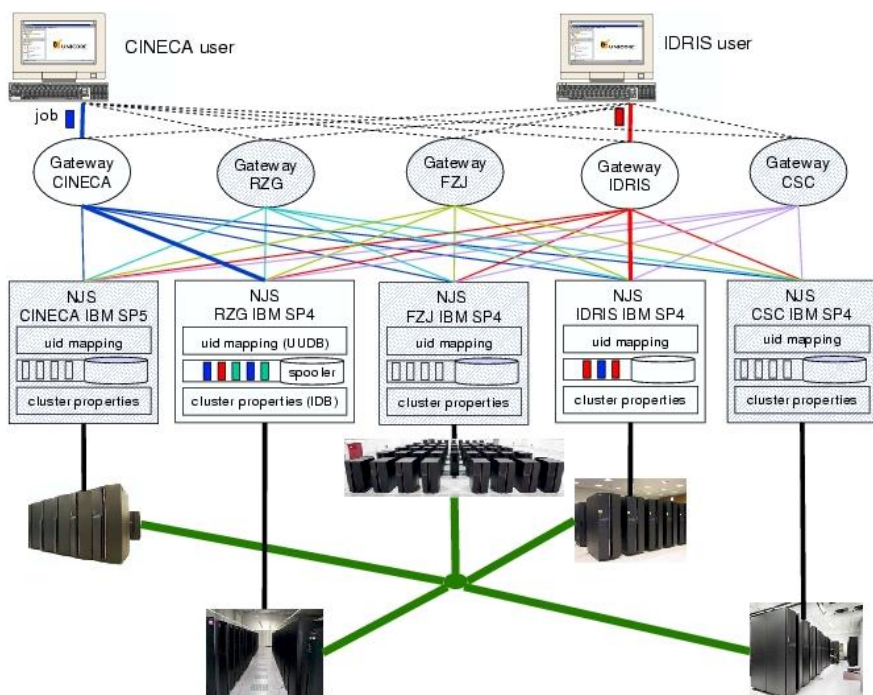 CINECA user
IDRIS user
UNICORE
UNICORE
job
Gateway
CINECA
Gateway
RZG
Gateway
FZJ
Gateway
IDRIS
Gateway
CSC
NJS
CINECA IBM SP5
uid mapping
cluster properties
NJS
RZG IBM SP4
uid mapping (UUDB)
spooler
cluster properties (IDB)
NJS
FZJ IBM SP4
uid mapping
cluster properties
NJS
IDRIS IBM SP4
uid mapping
cluster properties
NJS
CSC IBM SP4
uid mapping
cluster properties